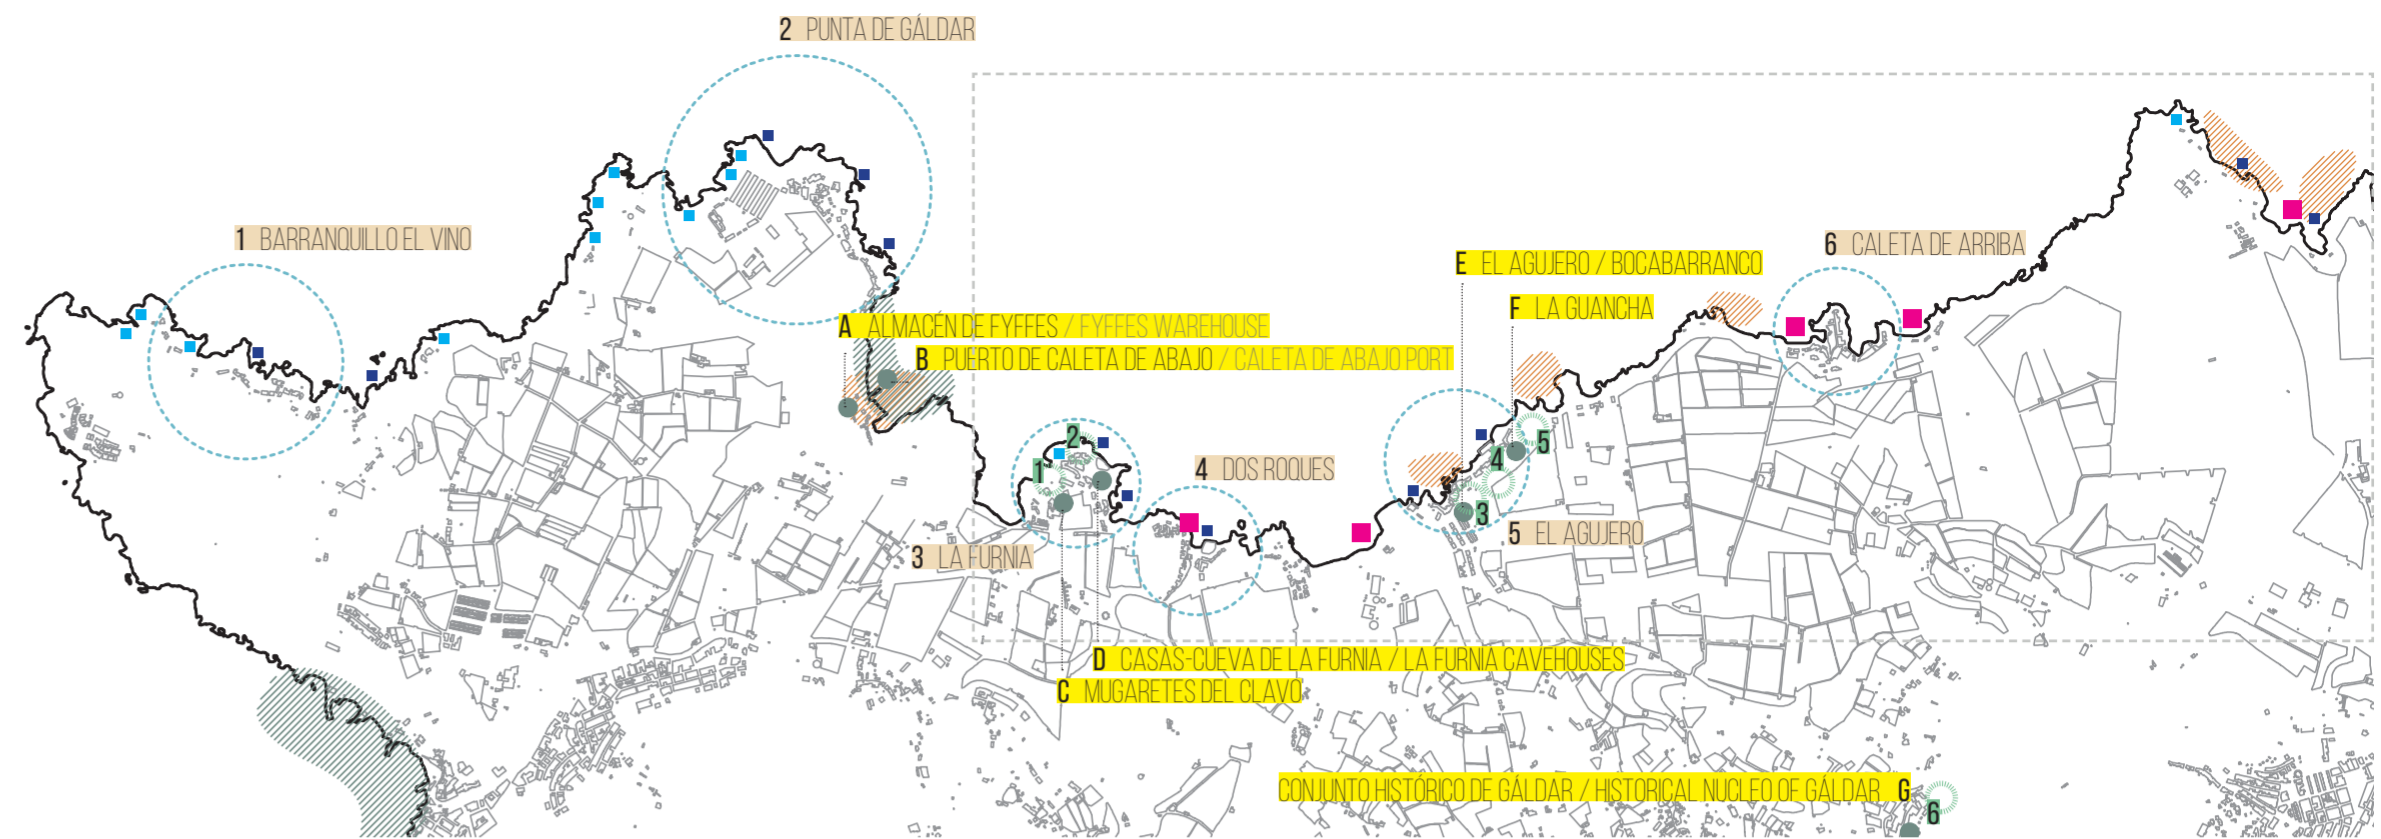 2 PUNTA DE GÁLDAR
1 BARRANQUILLO EL VINO
6 CALETA DE ARRIBA
E EL AGUJERO / BOCABARRANCO
F LA GUANCHA
A ALMACÉN DE FYFFES / FYFFES WAREHOUSE
B PUERTO DE CALETA DE ABAJO / CALETA DE ABAJO PORT
2
1
4 DOS ROQUES
5
4
3
5 EL AGUJERO
3 LA FURNIA
D CASAS-CUEVA DE LA FURNIA / LA FURNIA CAVEHOUSES
C MUGARETES DEL CLAVO
CONJUNTO HISTÓRICO DE GÁLDAR / HISTORICAL NUCLEO OF GÁLDAR G
6